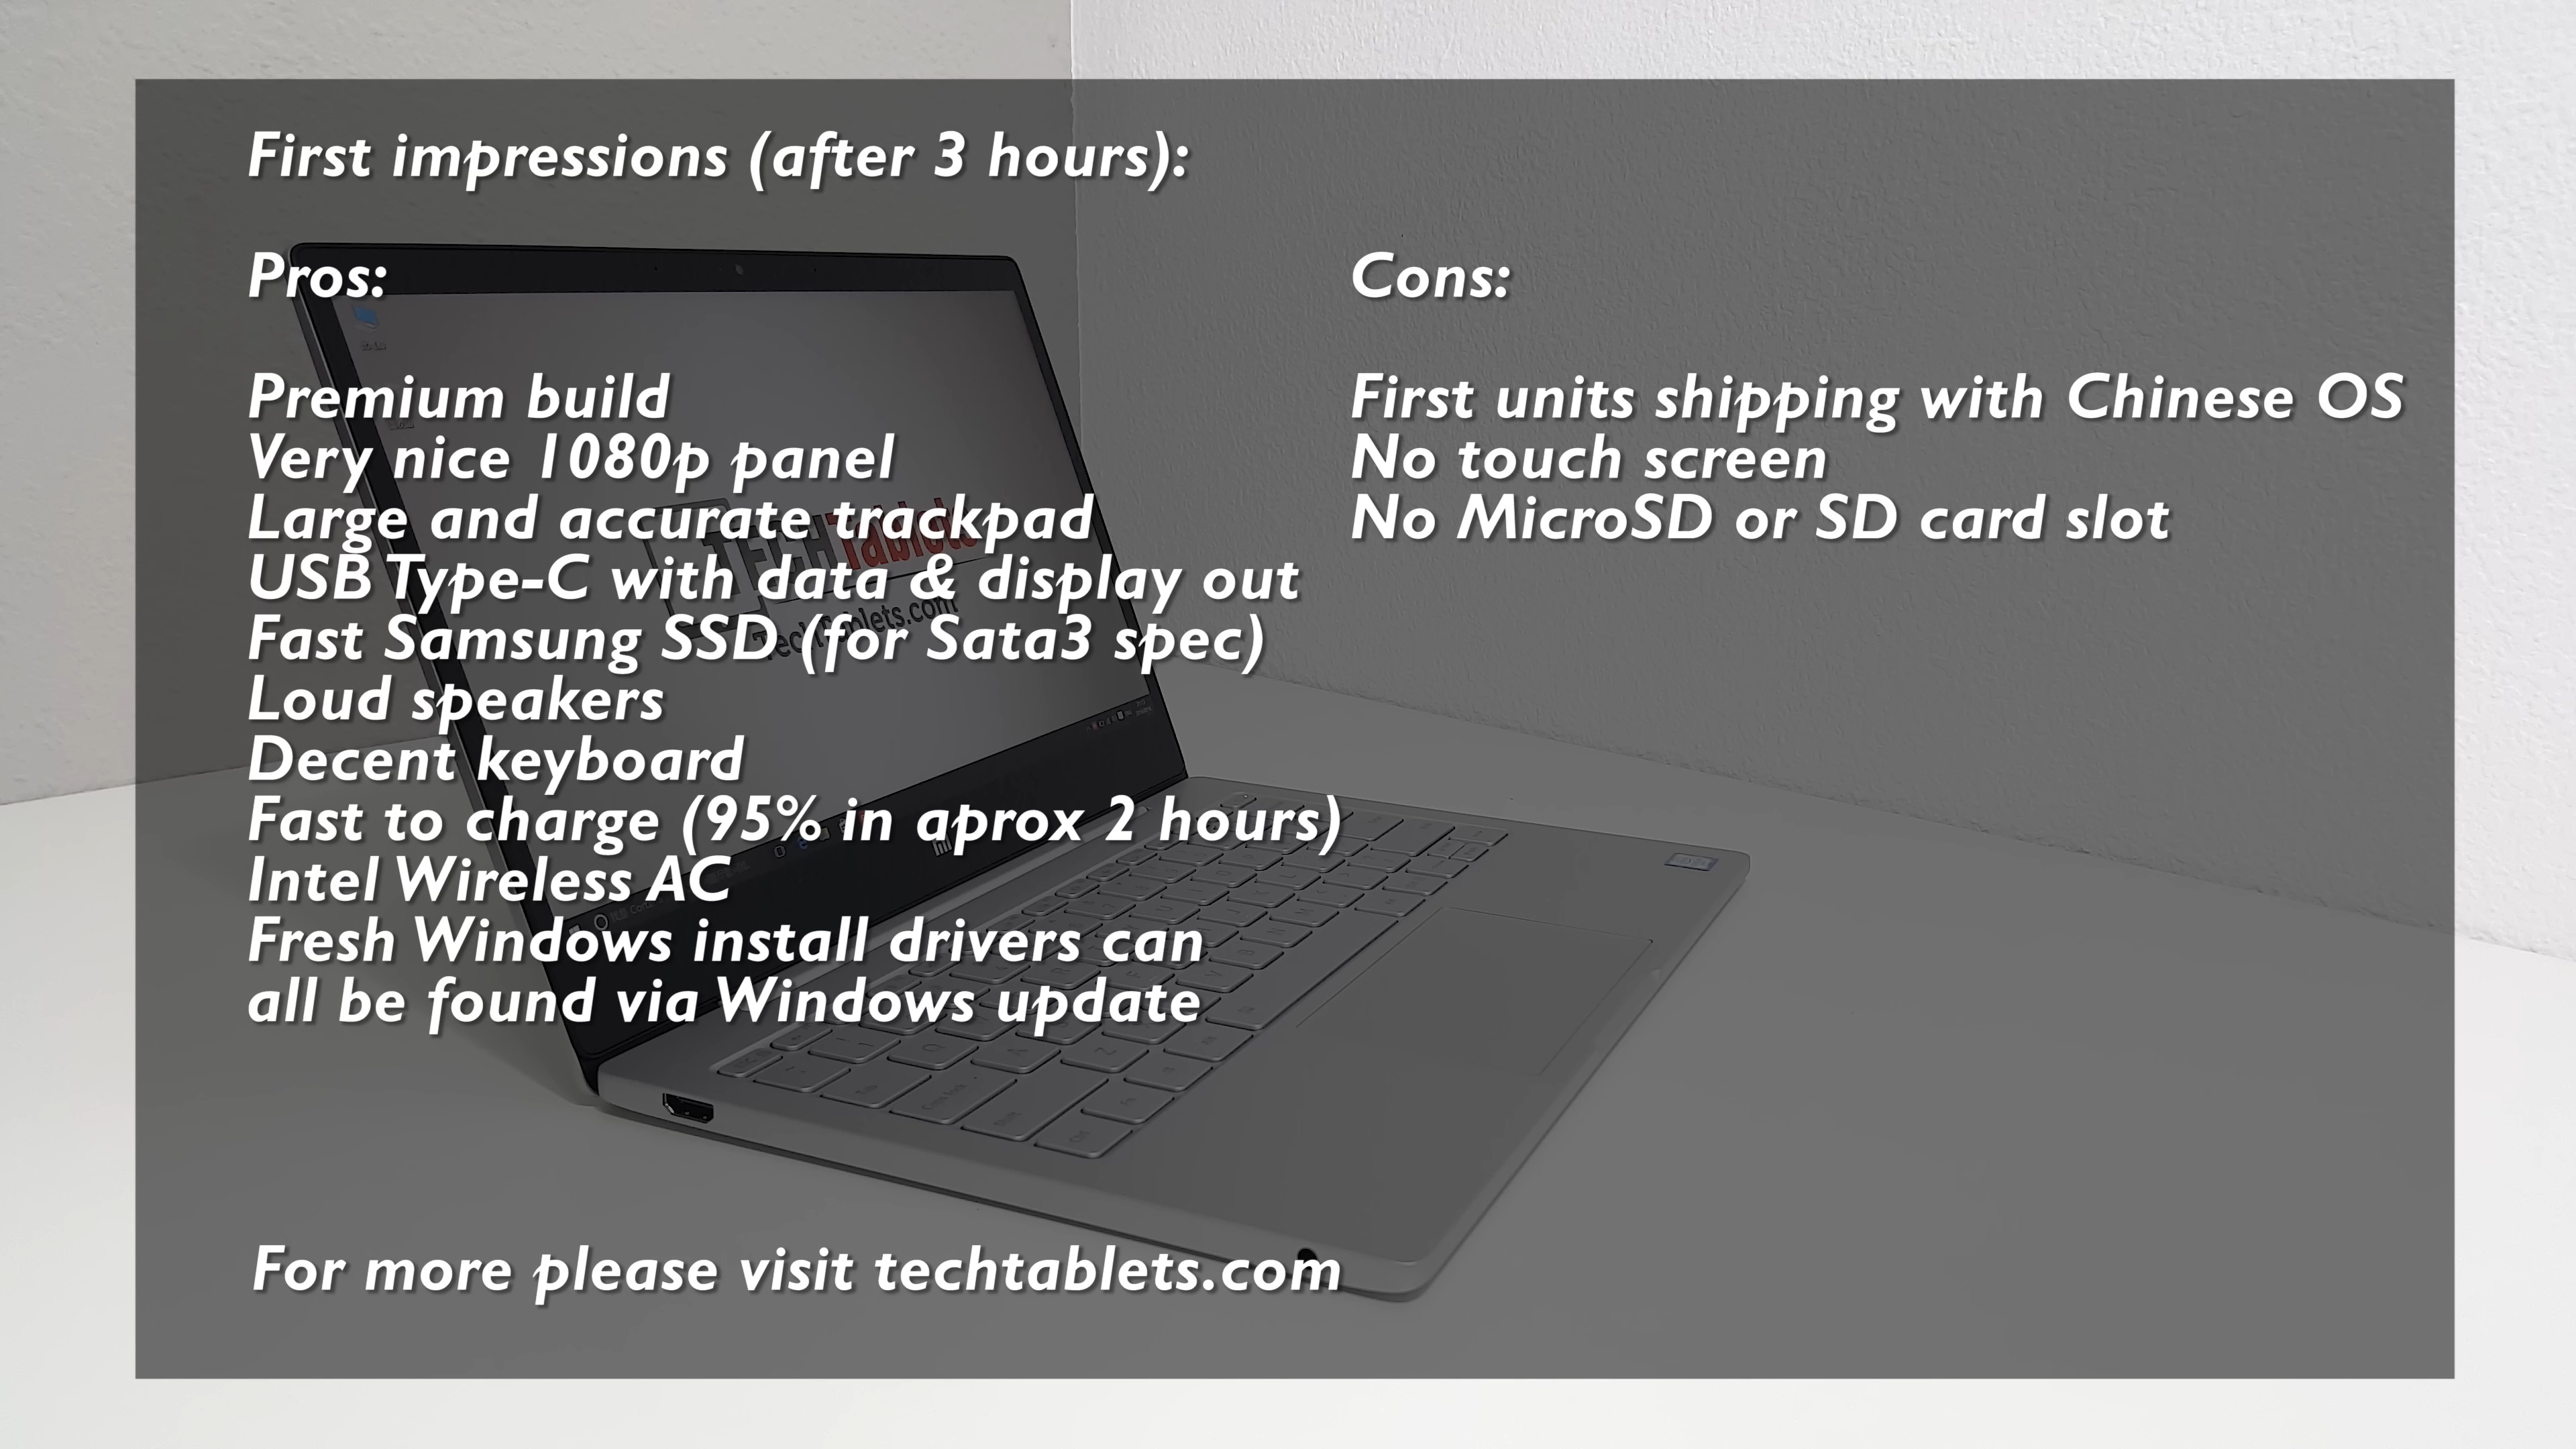 First impressions (after 3 hours):
Pros:
Premium build
Very nice 1080p panel
Large and accurate trackpad
USB Type-C with data & display out
Fast Samsung SSD (for Sata3 spec)
Loud speakers
Decent keyboard
Fast to charge (95% in aprox 2 hours)
Intel Wireless AC
Fresh Windows install drivers can
all be found via Windows update
Cons:
First units shipping with Chinese OS
No touch screen
No MicroSD or SD card slot
For more please visit techtablets.com
TechTablets
TechTablets.com
mi